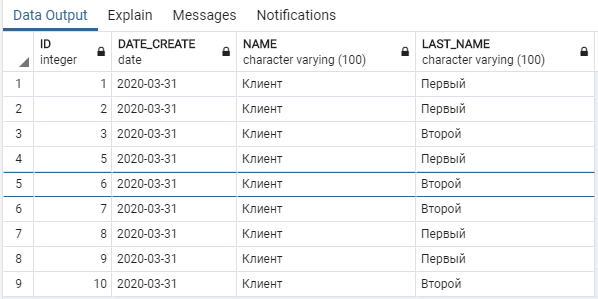 Data Output Explain Messages Notifications
ID DATE_CREATE NAME LAST_NAME
integer date character varying (100) character varying (100)
1 1 2020-03-31 Клиент Первый
2 2 2020-03-31 Клиент Первый
3 3 2020-03-31 Клиент Второй
4 5 2020-03-31 Клиент Первый
5 6 2020-03-31 Клиент Второй
6 7 2020-03-31 Клиент Второй
7 8 2020-03-31 Клиент Первый
8 9 2020-03-31 Клиент Первый
9 10 2020-03-31 Клиент Второй